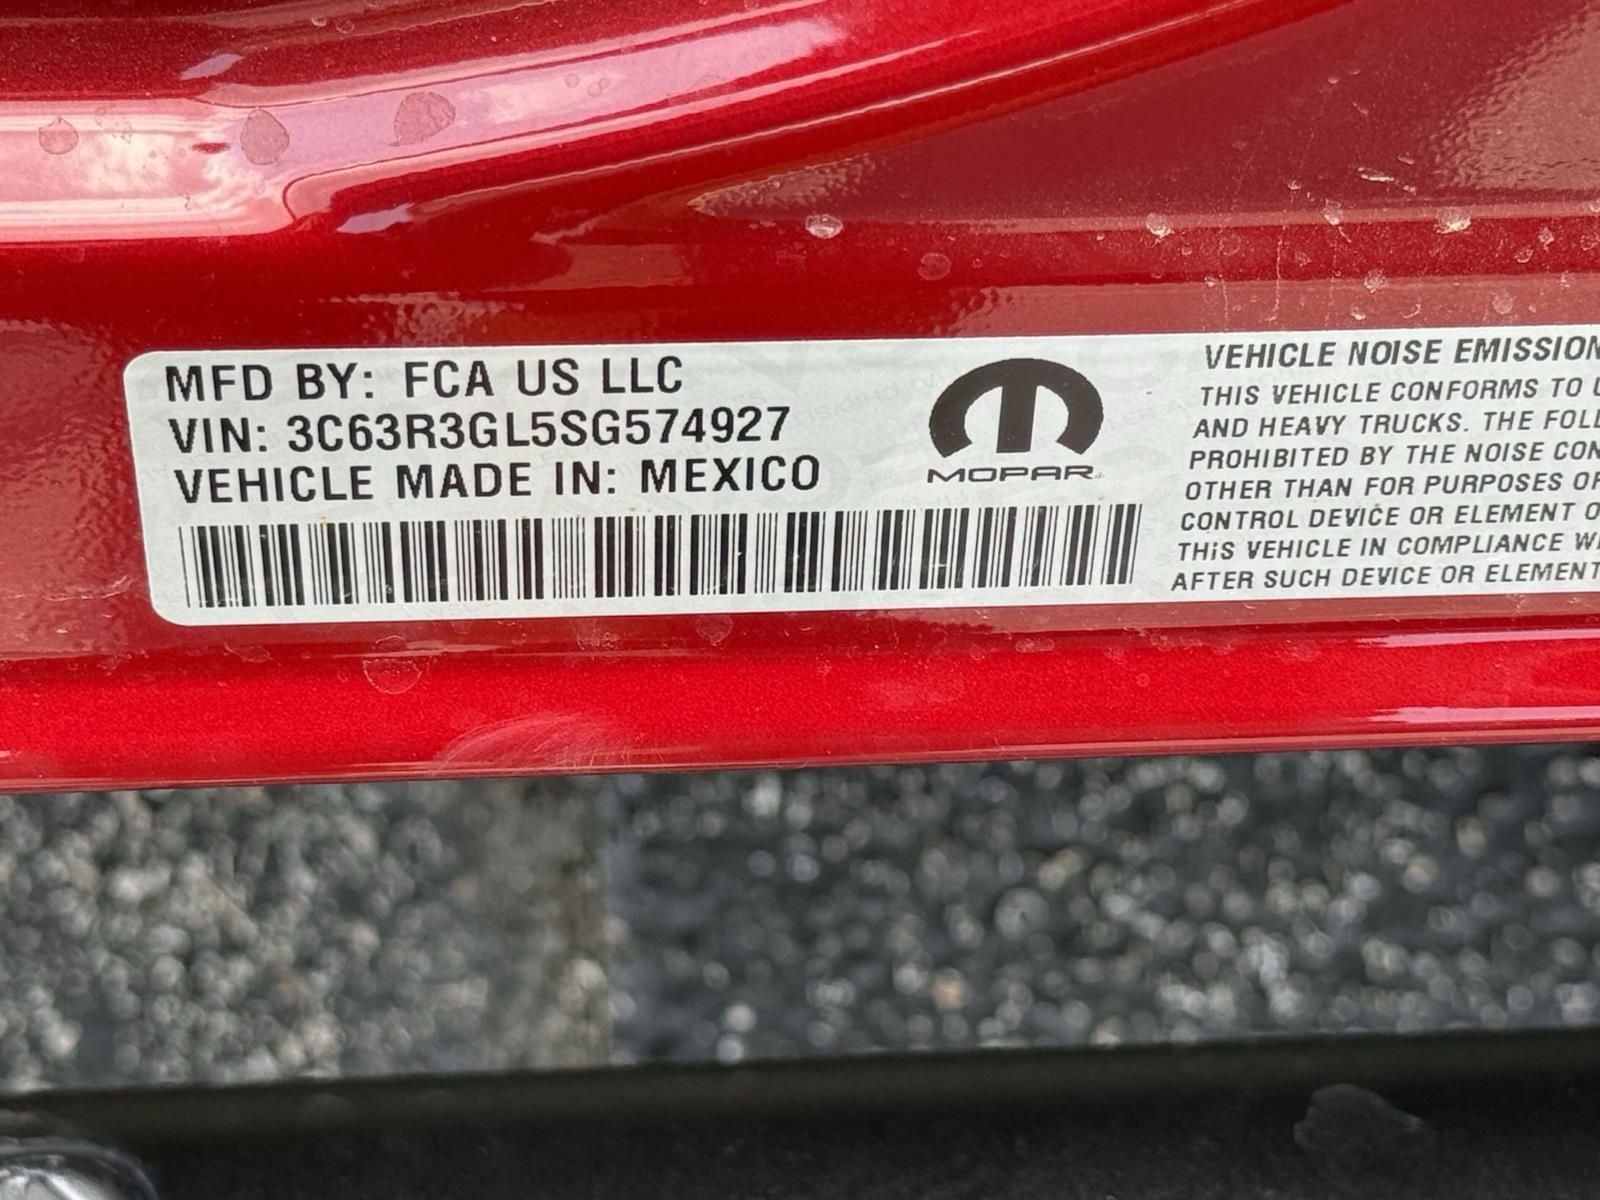 MFD BY: FCA US LLC
VIN: 3C63R3GL5SG574927
VEHICLE MADE IN: MEXICO
MOPAR
VEHICLE NOISE EMISSION
THIS VEHICLE CONFORMS TO
AND HEAVY TRUCKS. THE FOLL
PROHIBITED BY THE NOISE CON
OTHER THAN FOR PURPOSES OF
CONTROL DEVICE OR ELEMENT O
THIS VEHICLE IN COMPLIANCE WI
AFTER SUCH DEVICE OR ELEMENT